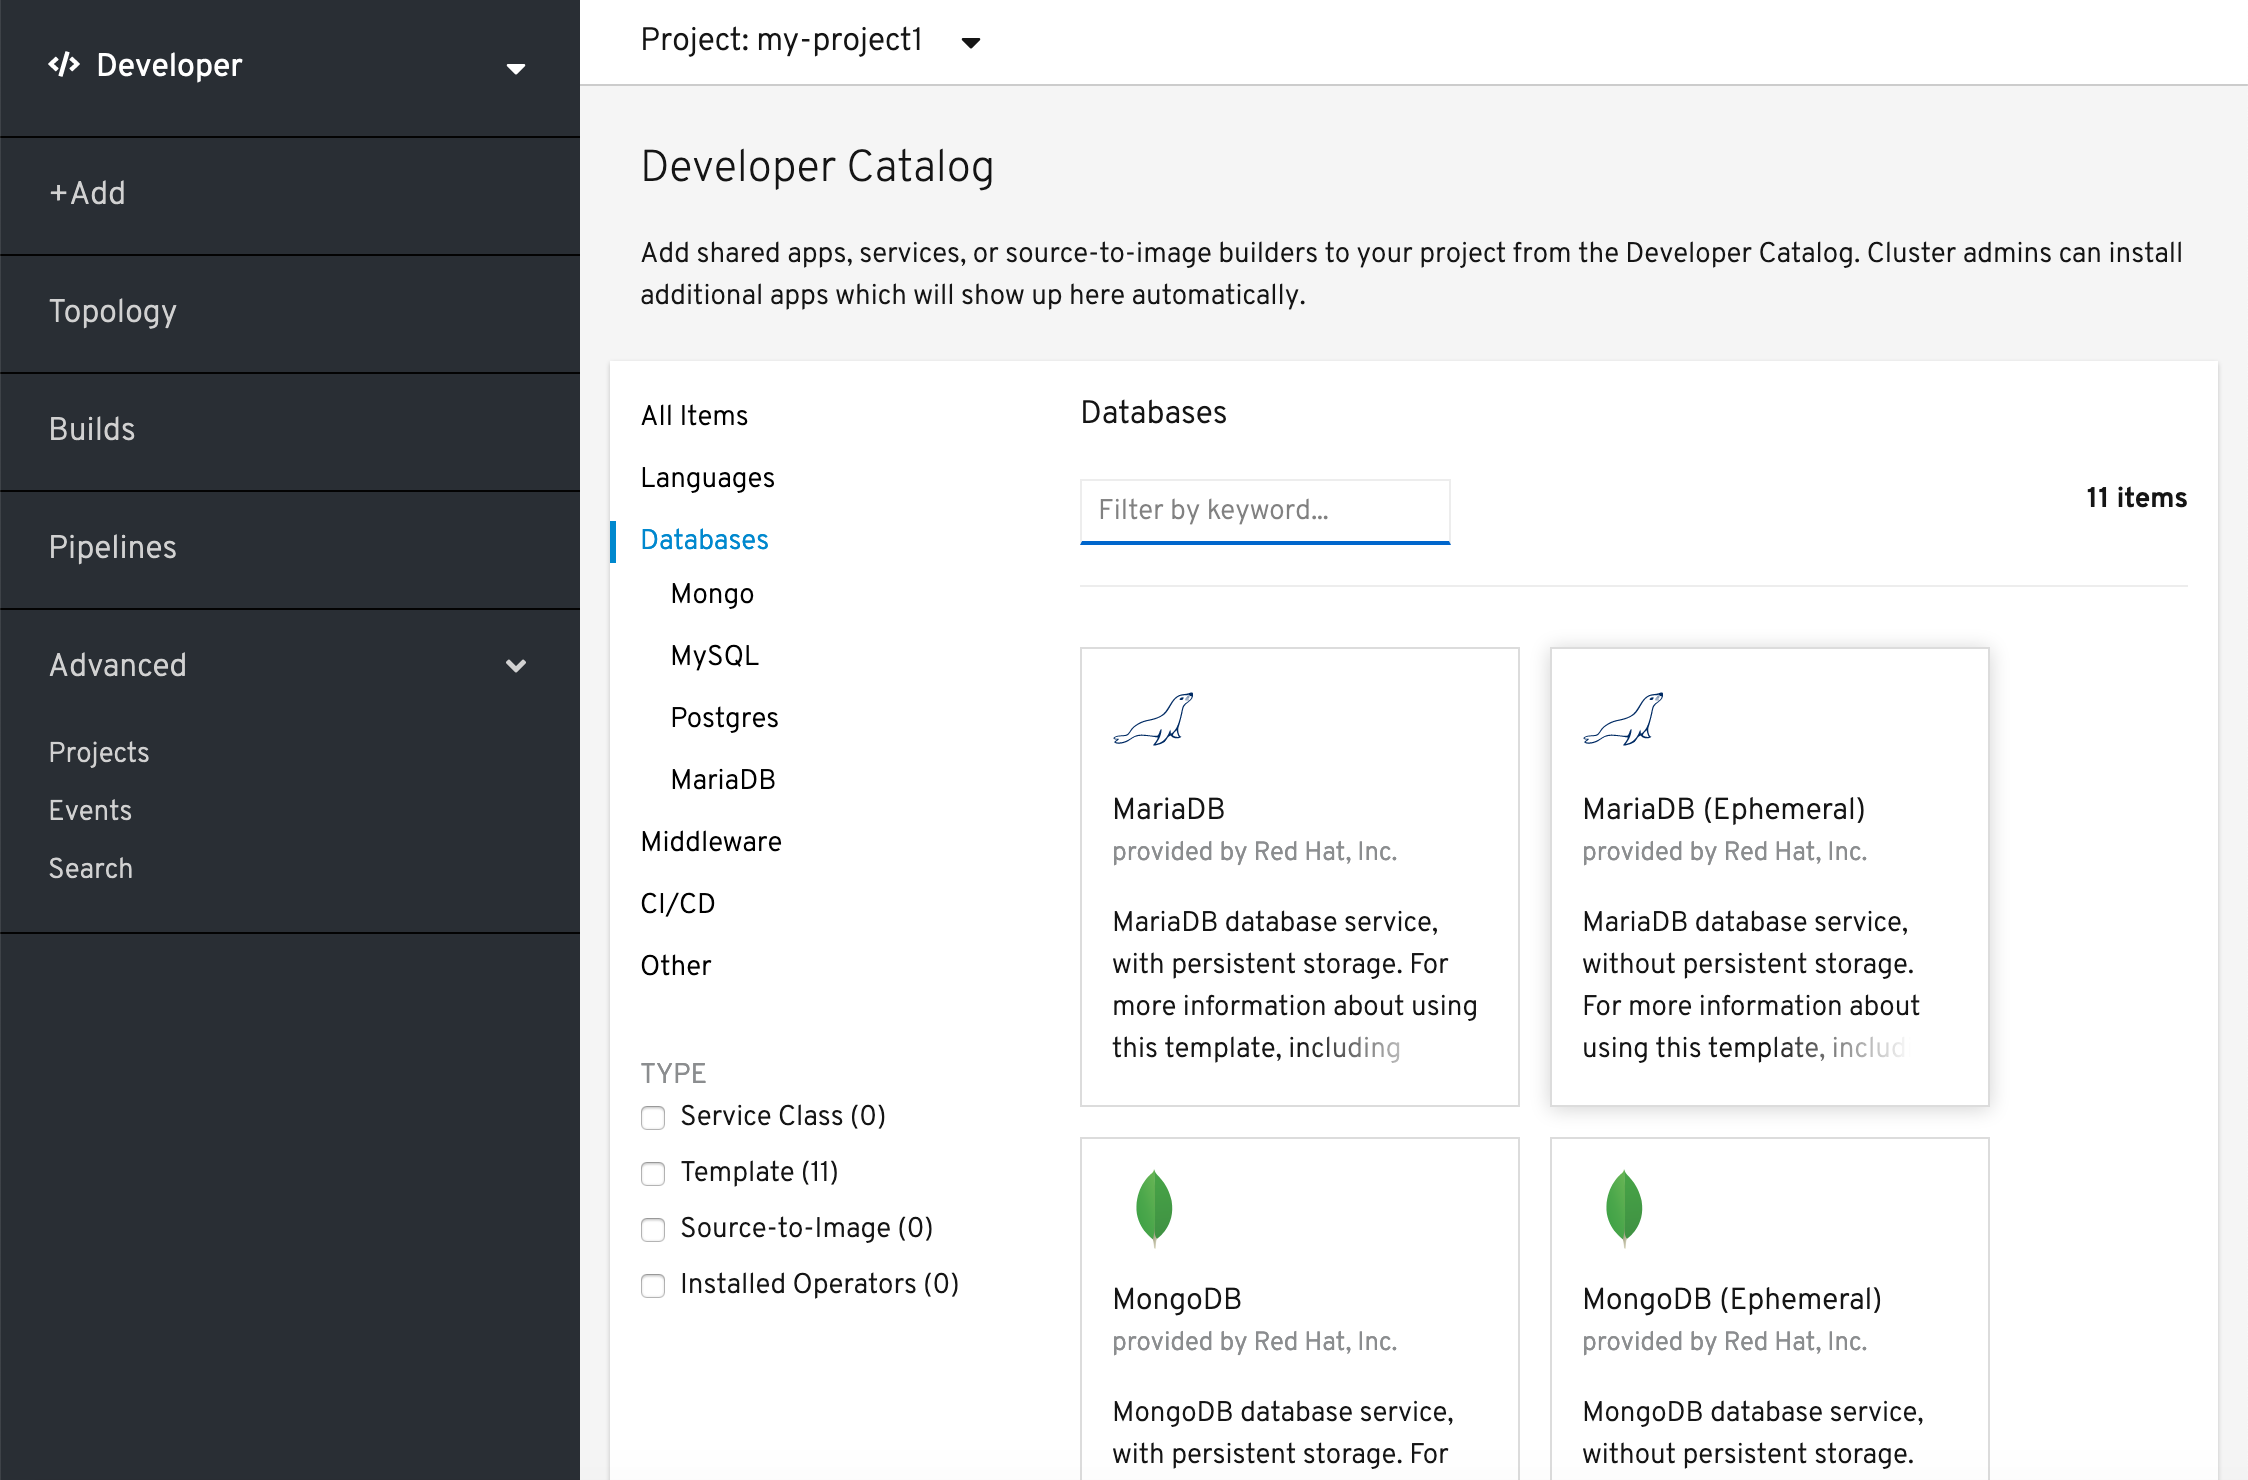 Developer
+Add
Topology
Builds
Pipelines
Advanced
Projects
Events
Search
Project: my-project1
Developer Catalog
Add shared apps, services, or source-to-image builders to your project from the Developer Catalog. Cluster admins can install
additional apps which will show up here automatically.
All Items
Languages
Databases
Mongo
MySQL
Postgres
MariaDB
Middleware
CI/CD
Other
TYPE
Service Class (0)
Template (11)
Source-to-Image (0)
Installed Operators (0)
Databases
Filter by keyword...
11 items
MariaDB
provided by Red Hat, Inc.
MariaDB database service,
with persistent storage. For
more information about using
this template, including
MariaDB (Ephemeral)
provided by Red Hat, Inc.
MariaDB database service,
without persistent storage.
For more information about
using this template, includ
MongoDB
provided by Red Hat, Inc.
MongoDB database service,
with persistent storage. For
MongoDB (Ephemeral)
provided by Red Hat, Inc.
MongoDB database service,
without persistent storage.